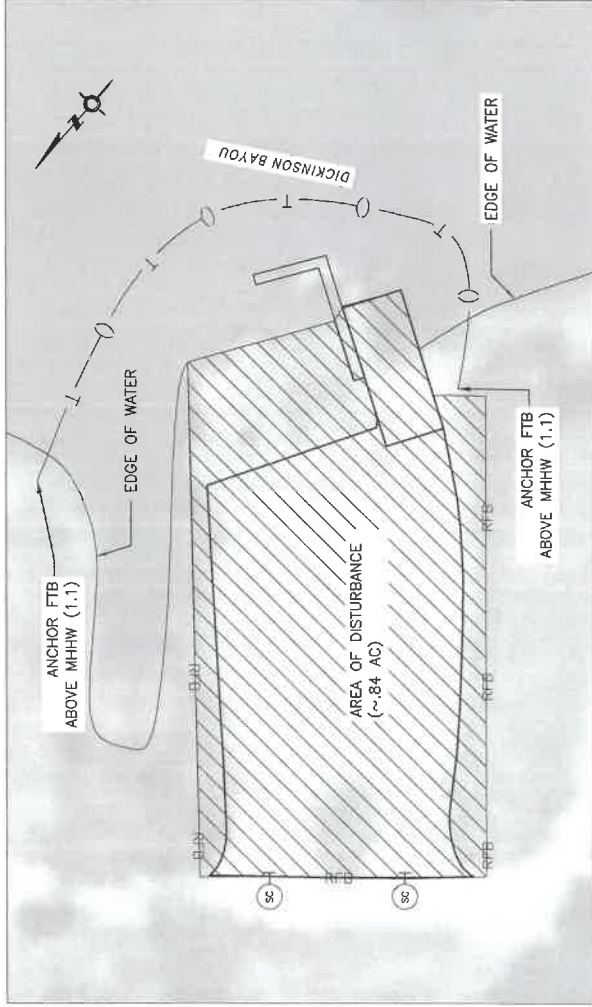 N
DICKINSON BAYOU
T
T
T
T
EDGE OF WATER
EDGE OF WATER
ANCHOR FTB
ABOVE MHHW (1.1)
ANCHOR FTB
ABOVE MHHW (1.1)
AREA OF DISTURBANCE
(~.84 AC)
RFB
RFB
RFB
RFB
RFB
RFB
SC
SC